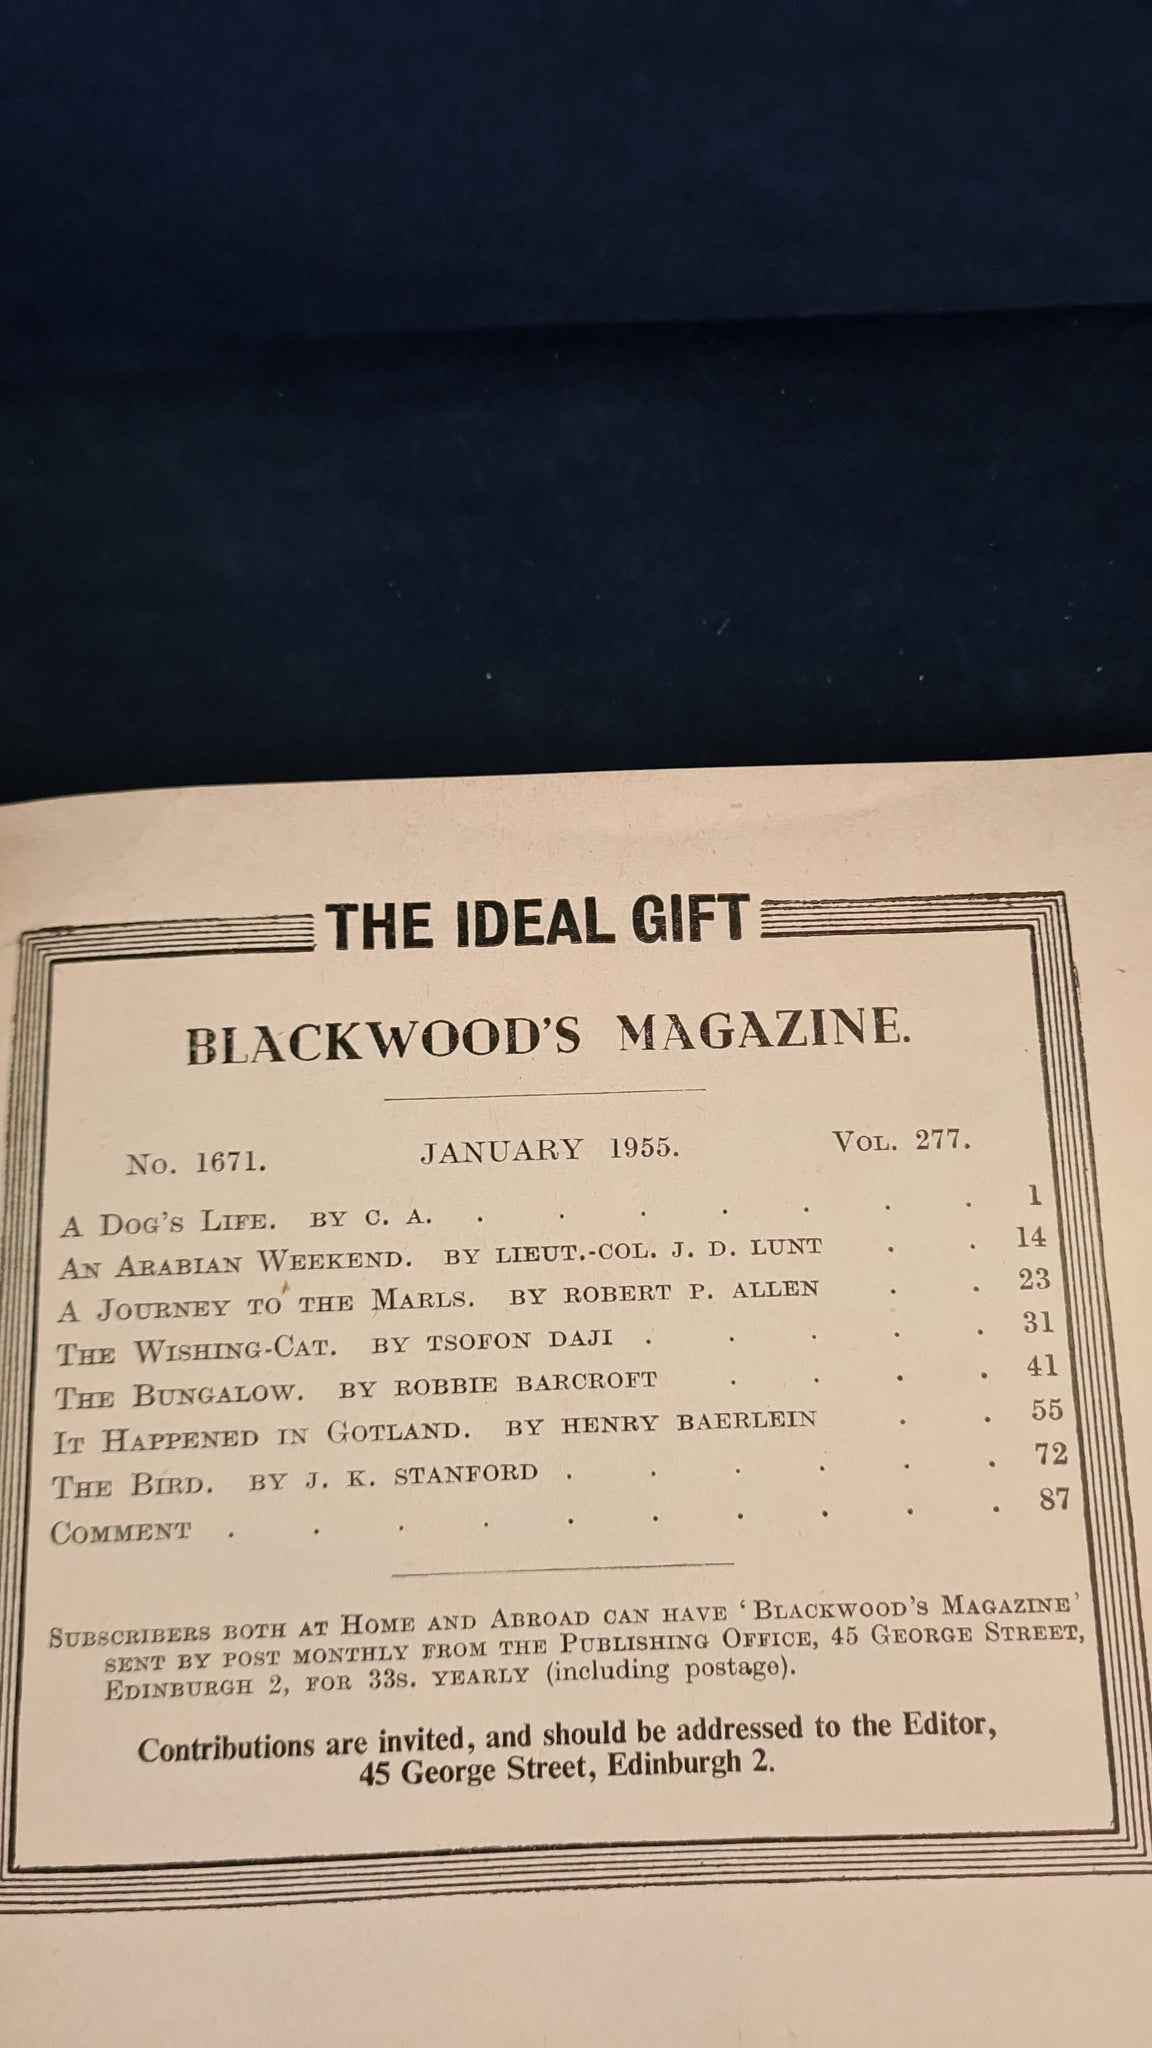 THE IDEAL GIFT
BLACKWOOD'S MAGAZINE.
No. 1671. JANUARY 1955. Vol. 277.
A Dog's Life. BY C. A. . . . . . . . 1
An Arabian Weekend. BY LIEUT.-COL. J. D. LUNT . . 14
A Journey to the Marls. BY ROBERT P. ALLEN . . 23
The Wishing-Cat. BY TSOFON DAJI . . . . . 31
The Bungalow. BY ROBBIE BARCROFT . . . . 41
It Happened in Gotland. BY HENRY BAERLEIN . . 55
The Bird. BY J. K. STANFORD . . . . . . 72
Comment . . . . . . . . . . 87
Subscribers both at Home and Abroad can have 'Blackwood's Magazine'
sent by post monthly from the Publishing Office, 45 George Street,
Edinburgh 2, for 33s. yearly (including postage).
Contributions are invited, and should be addressed to the Editor,
45 George Street, Edinburgh 2.